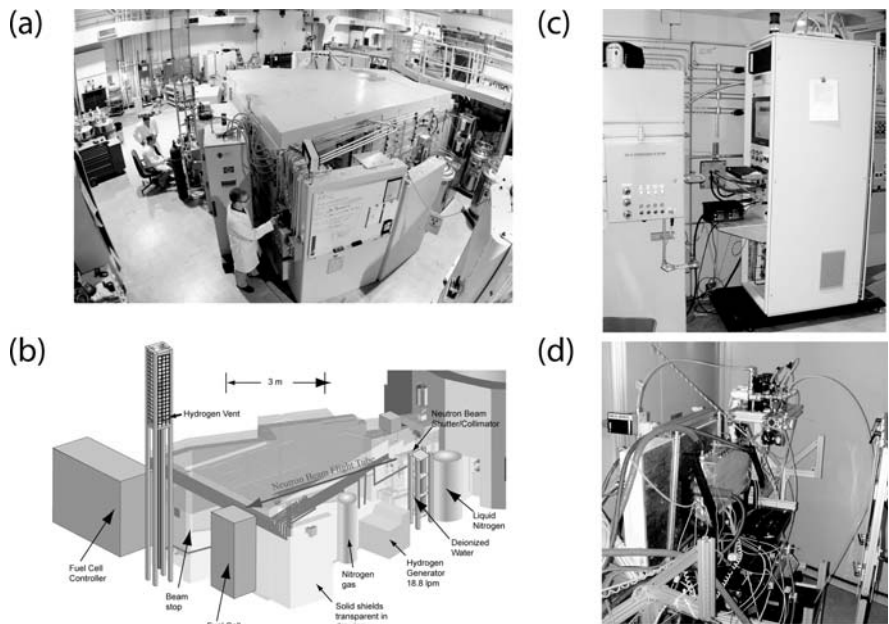 (a)
(c)
(b)
3 m
Hydrogen Vent
Neutron Beam
Shutter/Collimator
Neutron Beam Flight Tube
Fuel Cell
Controller
Beam
stop
Nitrogen
gas
Solid shields
transparent in
Hydrogen
Generator
18.8 lpm
Deionized
Water
Liquid
Nitrogen
(d)